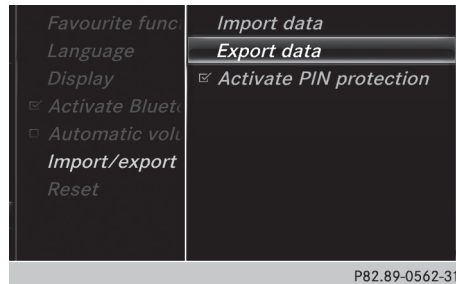 Favourite func
Language
Display
Activate Blueto
Automatic volu
Import/export
Reset
Import data
Export data
Activate PIN protection
P82.89-0562-31